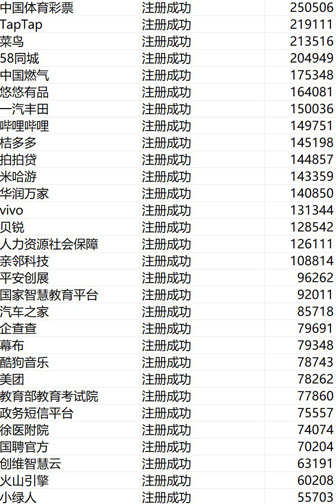 中国体育彩票 注册成功 250506
TapTap 注册成功 219111
菜鸟 注册成功 213516
58同城 注册成功 204949
中国燃气 注册成功 175348
悠悠有品 注册成功 164081
一汽丰田 注册成功 150036
哔哩哔哩 注册成功 149751
桔多多 注册成功 145198
拍拍贷 注册成功 144857
米哈游 注册成功 143359
华润万家 注册成功 140850
vivo 注册成功 131344
贝锐 注册成功 128542
人力资源社会保障 注册成功 126111
亲邻科技 注册成功 108814
平安创展 注册成功 96262
国家智慧教育平台 注册成功 92011
汽车之家 注册成功 85718
企查查 注册成功 79691
幕布 注册成功 79348
酷狗音乐 注册成功 78743
美团 注册成功 78262
教育部教育考试院 注册成功 77860
政务短信平台 注册成功 75557
徐医附院 注册成功 74074
国聘官方 注册成功 70204
创维智慧云 注册成功 63191
火山引擎 注册成功 60208
小绿人 注册成功 55703